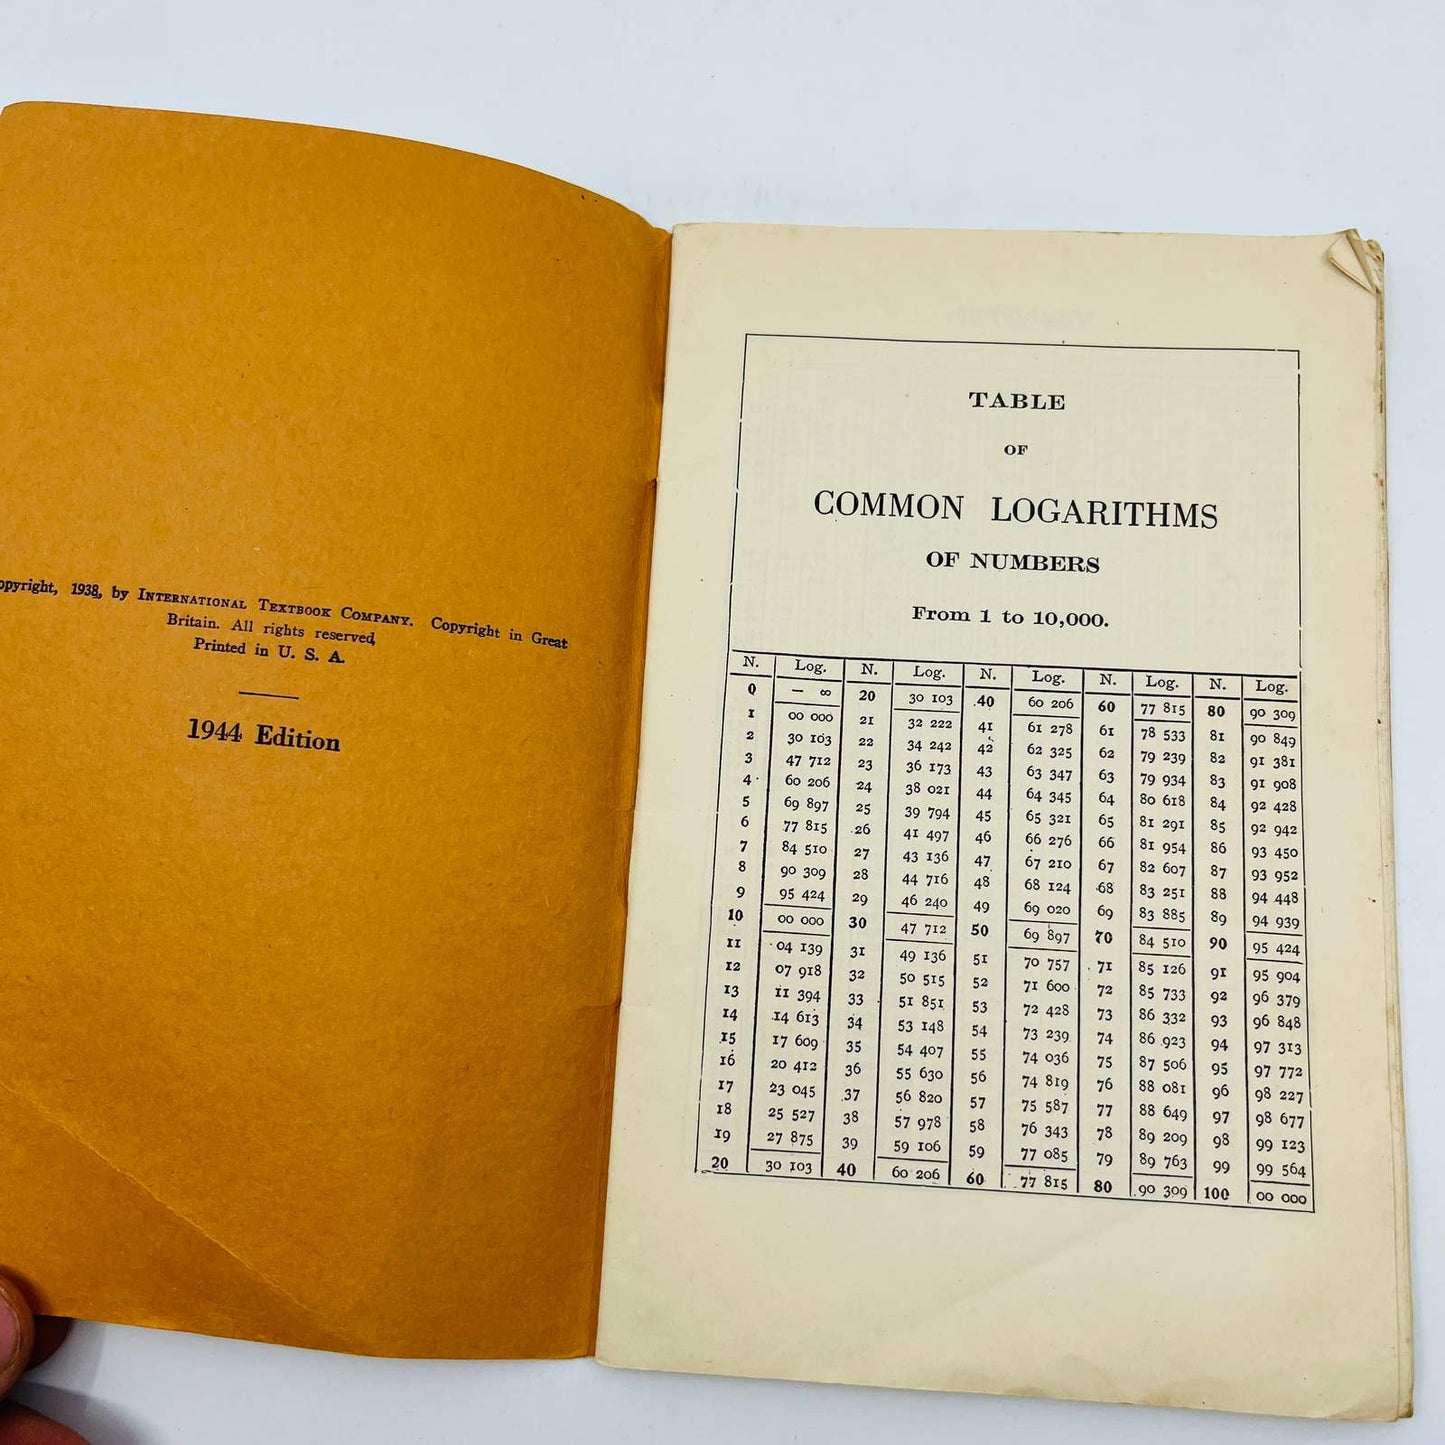 opyright, 1938, by INTERNATIONAL TEXTBOOK COMPANY. Copyright in Great
Britain. All rights reserved
Printed in U. S. A.
1944 Edition
TABLE
OF
COMMON LOGARITHMS
OF NUMBERS
From 1 to 10,000.
N. Log. N. Log. N. Log. N. Log. N. Log.
0 — ∞ 20 30 103 40 60 206 60 77 815 80 90 309
1 00 000 21 32 222 41 61 278 61 78 533 81 90 849
2 30 103 22 34 242 42 62 325 62 79 239 82 91 381
3 47 712 23 36 173 43 63 347 63 79 934 83 91 908
4 60 206 24 38 021 44 64 345 64 80 618 84 92 428
5 69 897 25 39 794 45 65 321 65 81 291 85 92 942
6 77 815 26 41 497 46 66 276 66 81 954 86 93 450
7 84 510 27 43 136 47 67 210 67 82 607 87 93 952
8 90 309 28 44 716 48 68 124 68 83 251 88 94 448
9 95 424 29 46 240 49 69 020 69 83 885 89 94 939
10 00 000 30 47 712 50 69 897 70 84 510 90 95 424
11 04 139 31 49 136 51 70 757 71 85 126 91 95 904
12 07 918 32 50 515 52 71 600 72 85 733 92 96 379
13 11 394 33 51 851 53 72 428 73 86 332 93 96 848
14 14 613 34 53 148 54 73 239 74 86 923 94 97 313
15 17 609 35 54 407 55 74 036 75 87 506 95 97 772
16 20 412 36 55 630 56 74 819 76 88 081 96 98 227
17 23 045 37 56 820 57 75 587 77 88 649 97 98 677
18 25 527 38 57 978 58 76 343 78 89 209 98 99 123
19 27 875 39 59 106 59 77 085 79 89 763 99 99 564
20 30 103 40 60 206 60 77 815 80 90 309 100 00 000